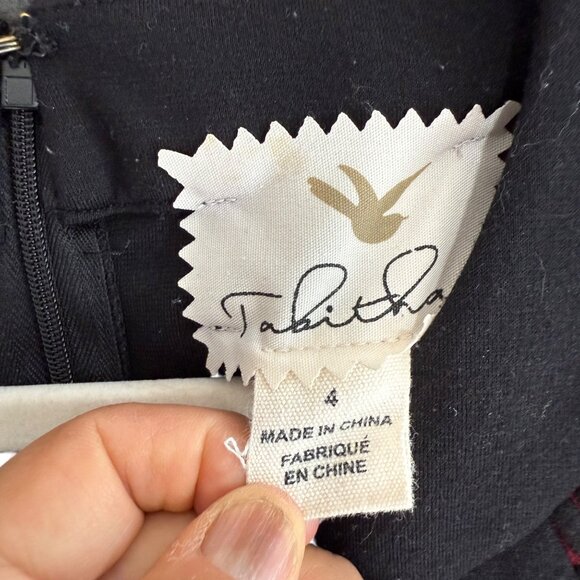 Tabitha
4
MADE IN CHINA
FABRIQUÉ
EN CHINE